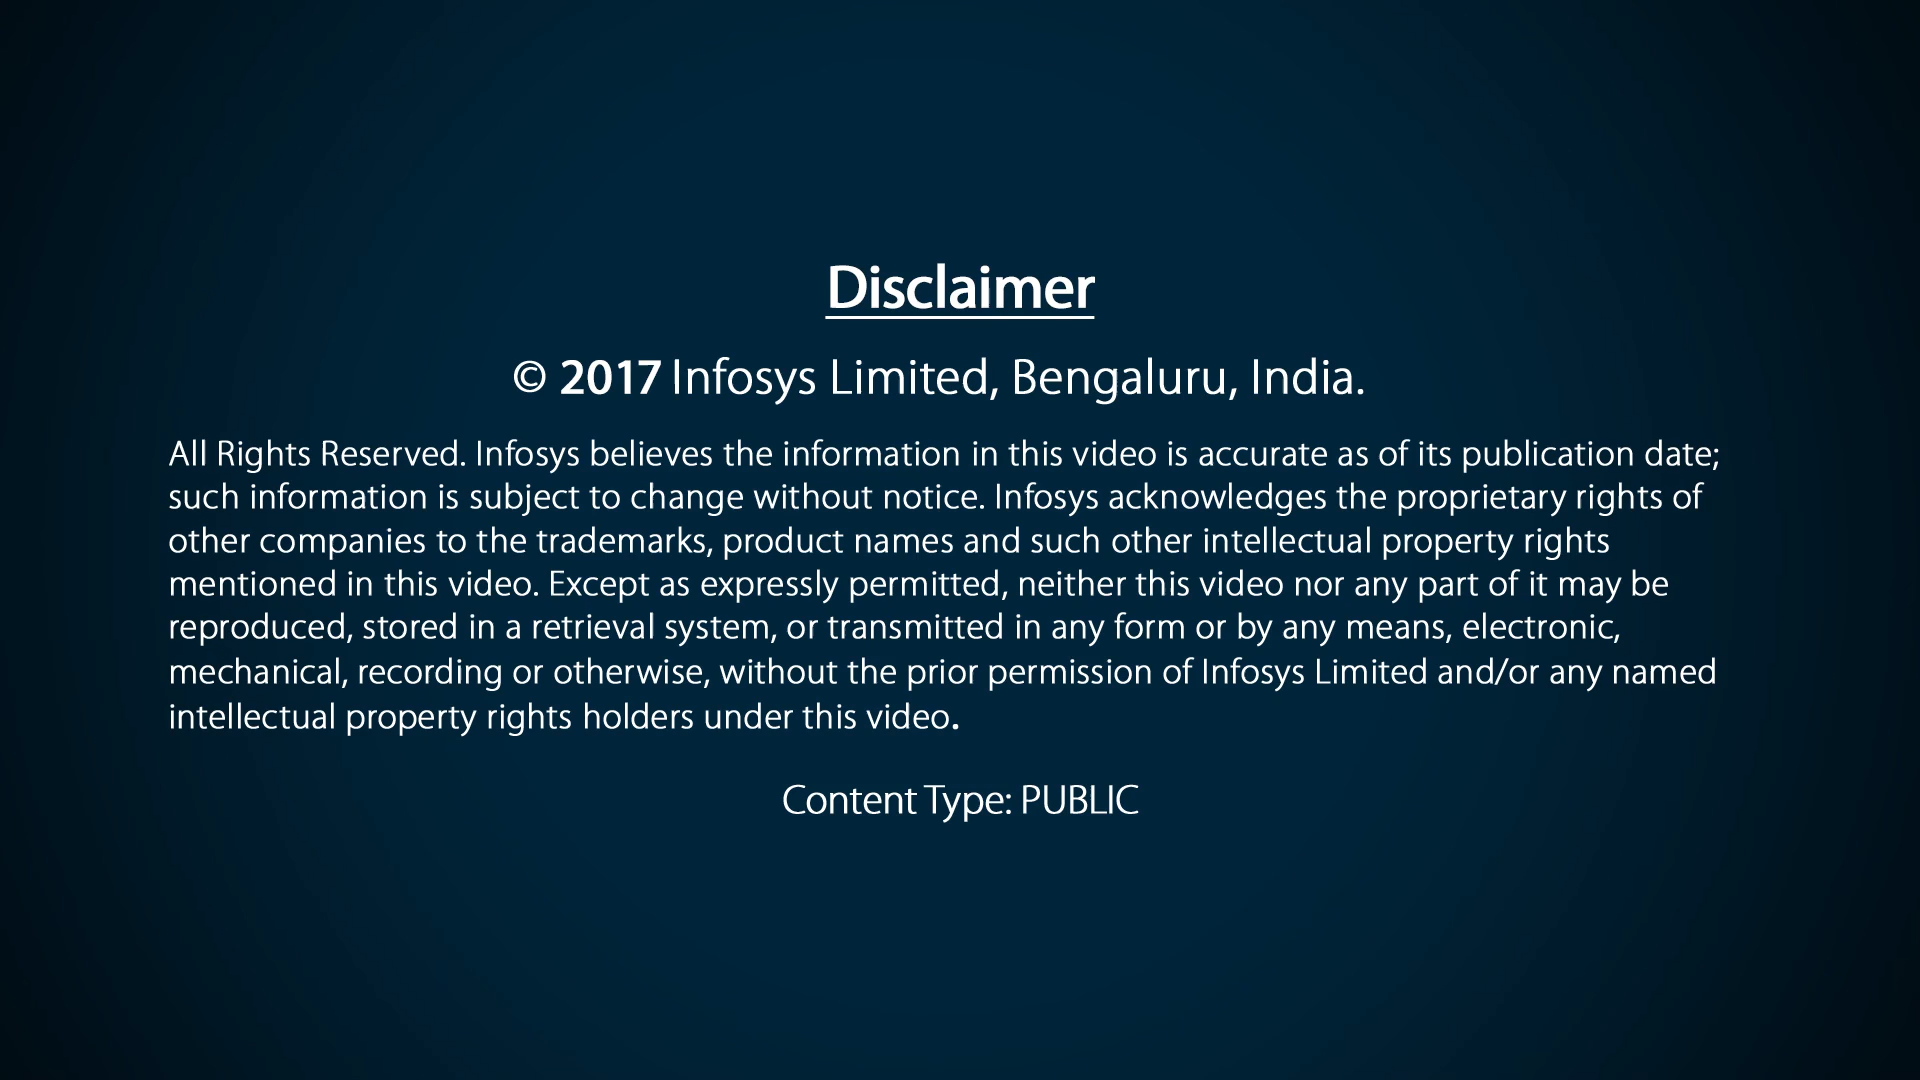 Disclaimer
© 2017 Infosys Limited, Bengaluru, India.
All Rights Reserved. Infosys believes the information in this video is accurate as of its publication date;
such information is subject to change without notice. Infosys acknowledges the proprietary rights of
other companies to the trademarks, product names and such other intellectual property rights
mentioned in this video. Except as expressly permitted, neither this video nor any part of it may be
reproduced, stored in a retrieval system, or transmitted in any form or by any means, electronic,
mechanical, recording or otherwise, without the prior permission of Infosys Limited and/or any named
intellectual property rights holders under this video.
Content Type: PUBLIC